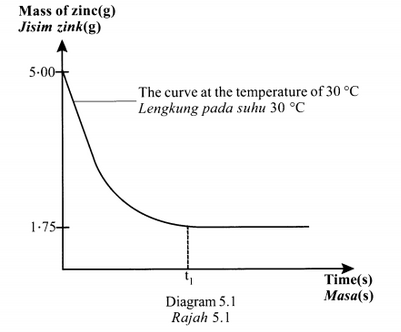 Mass of zinc(g)
Jisim zink(g)
5·00
The curve at the temperature of 30 °C
Lengkung pada suhu 30 °C
1·75
t₁
Time(s)
Masa(s)
Diagram 5.1
Rajah 5.1